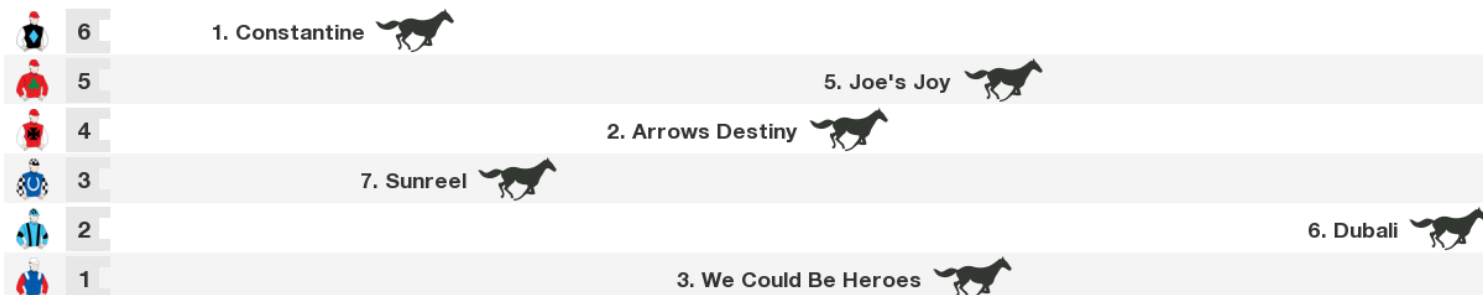 6 1. Constantine
5 5. Joe's Joy
4 2. Arrows Destiny
3 7. Sunreel
2 6. Dubali
1 3. We Could Be Heroes